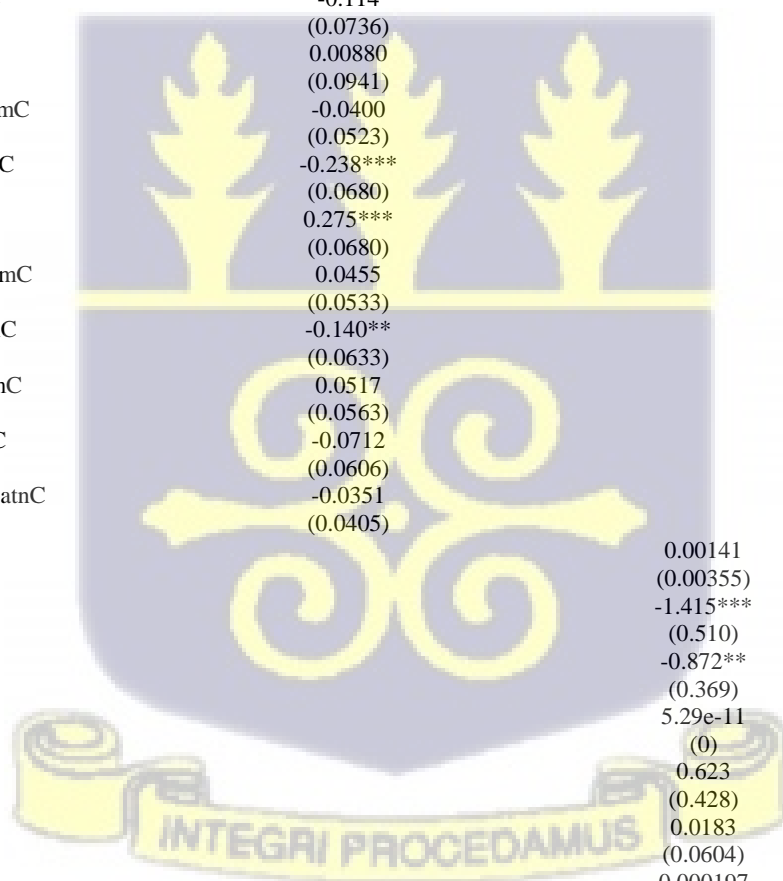 -0.114
(0.0736)
0.00880
(0.0941)
mC -0.0400
(0.0523)
C -0.238***
(0.0680)
0.275***
(0.0680)
mC 0.0455
(0.0533)
C -0.140**
(0.0633)
nC 0.0517
(0.0563)
C -0.0712
(0.0606)
atnC -0.0351
(0.0405)
0.00141
(0.00355)
-1.415***
(0.510)
-0.872**
(0.369)
5.29e-11
(0)
0.623
(0.428)
0.0183
(0.0604)
INTEGRI PROCEDAMUS